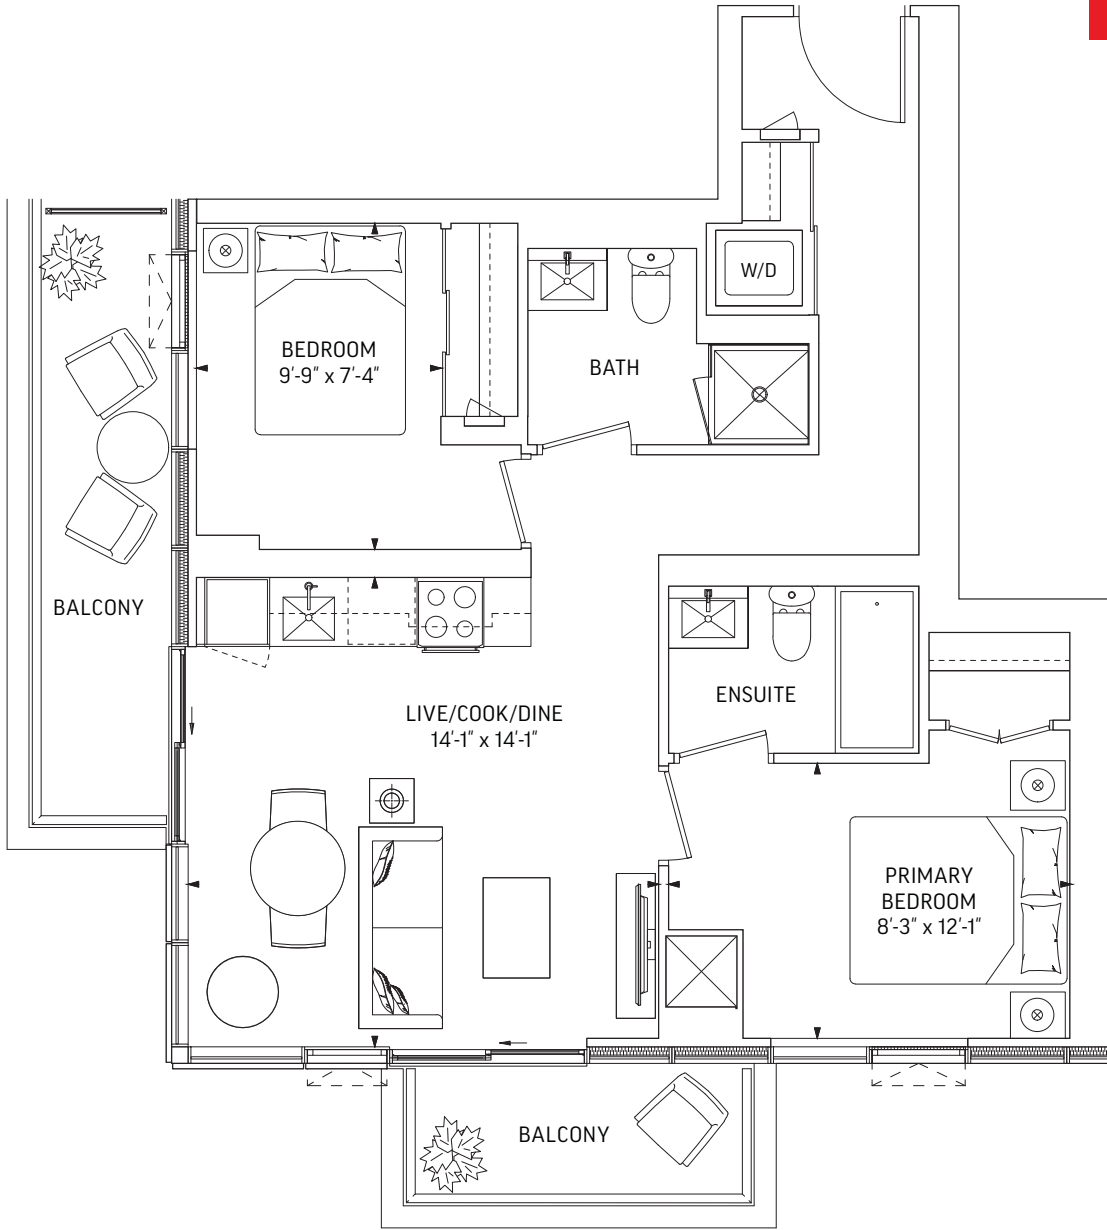 W/D
BEDROOM
9'-9" x 7'-4"
BATH
BALCONY
ENSUITE
LIVE/COOK/DINE
14'-1" x 14'-1"
PRIMARY
BEDROOM
8'-3" x 12'-1"
BALCONY